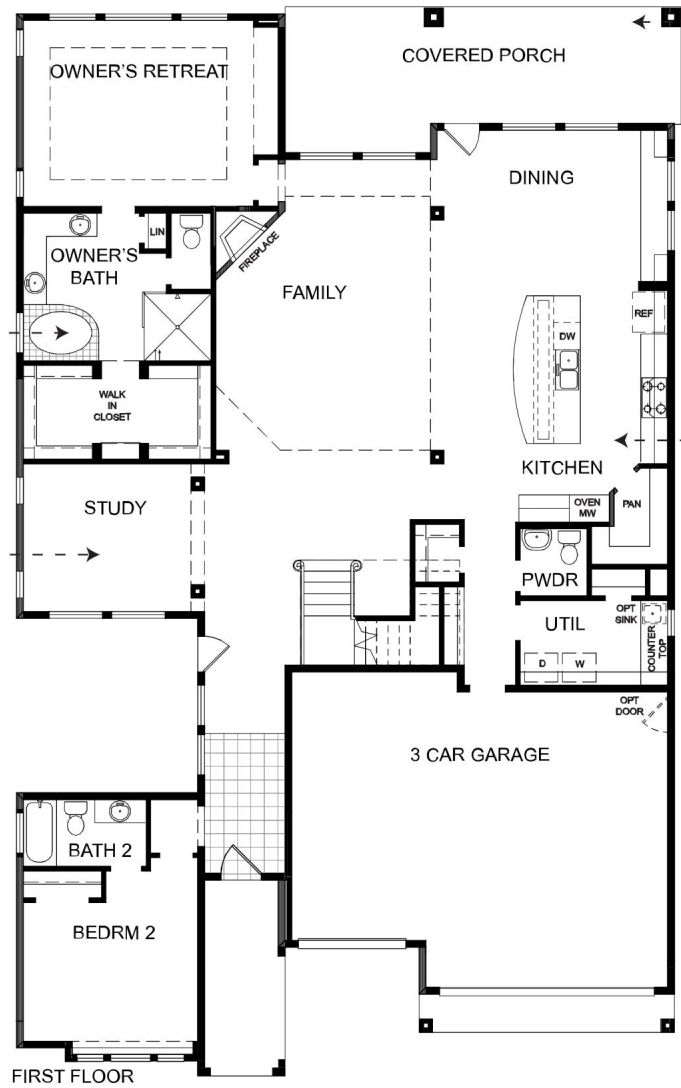 COVERED PORCH
OWNER'S RETREAT
DINING
LIN
OWNER'S
BATH
FIREPLACE
FAMILY
REF
DW
WALK
IN
CLOSET
KITCHEN
STUDY
OVEN
MW
PAN
PWDR
UTIL
OPT
SINK
COUNTER
TOP
D
W
OPT
DOOR
3 CAR GARAGE
BATH 2
BEDRM 2
FIRST FLOOR